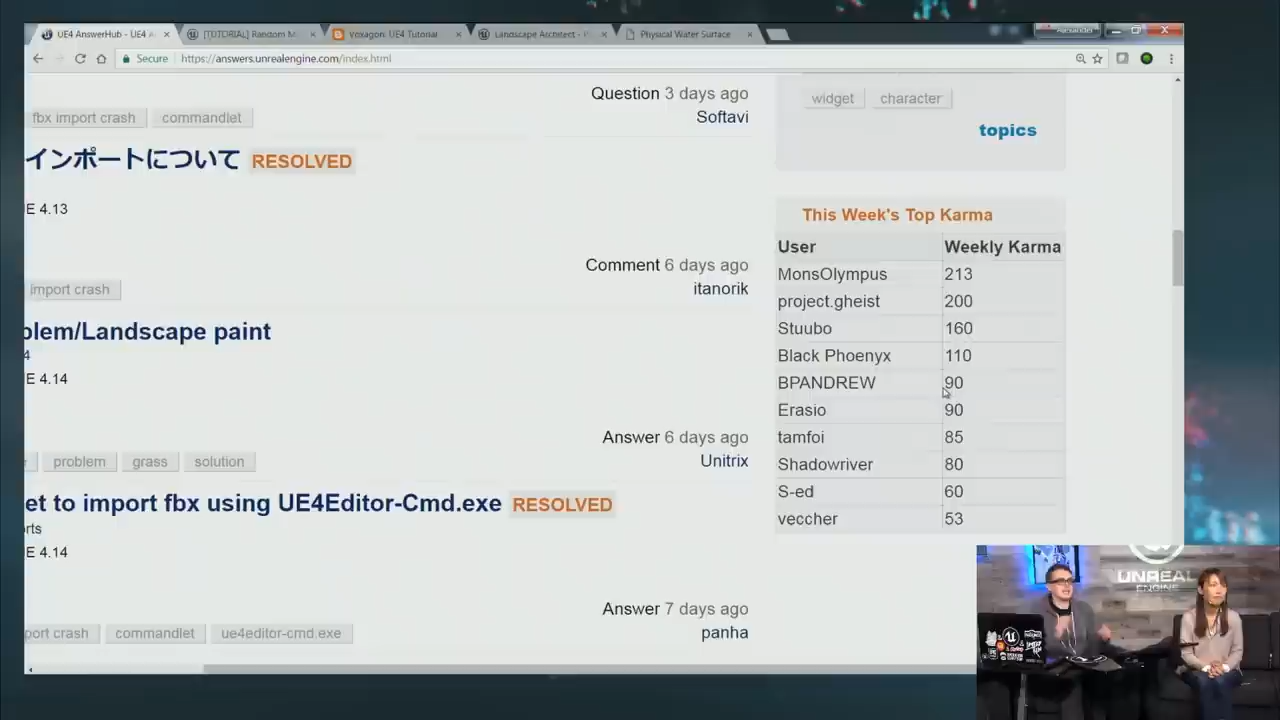 UE4 AnswerHub - UE4 A
[TUTORIAL] Random M
voxagon: UE4 Tutorial
Landscape Architect - P
Physical Water Surface
Alexander
Secure
https://answers.unrealengine.com/index.html
Question 3 days ago
Softavi
fbx import crash
commandlet
インポートについて RESOLVED
UE 4.13
Comment 6 days ago
itanorik
import crash
blem/Landscape paint
4
UE 4.14
Answer 6 days ago
Unitrix
problem
grass
solution
et to import fbx using UE4Editor-Cmd.exe RESOLVED
rts
UE 4.14
Answer 7 days ago
panha
port crash
commandlet
ue4editor-cmd.exe
widget
character
topics
This Week's Top Karma
User Weekly Karma
MonsOlympus 213
project.gheist 200
Stuubo 160
Black Phoenyx 110
BPANDREW 90
Erasio 90
tamfoi 85
Shadowriver 80
S-ed 60
veccher 53
UNREAL
ENGINE